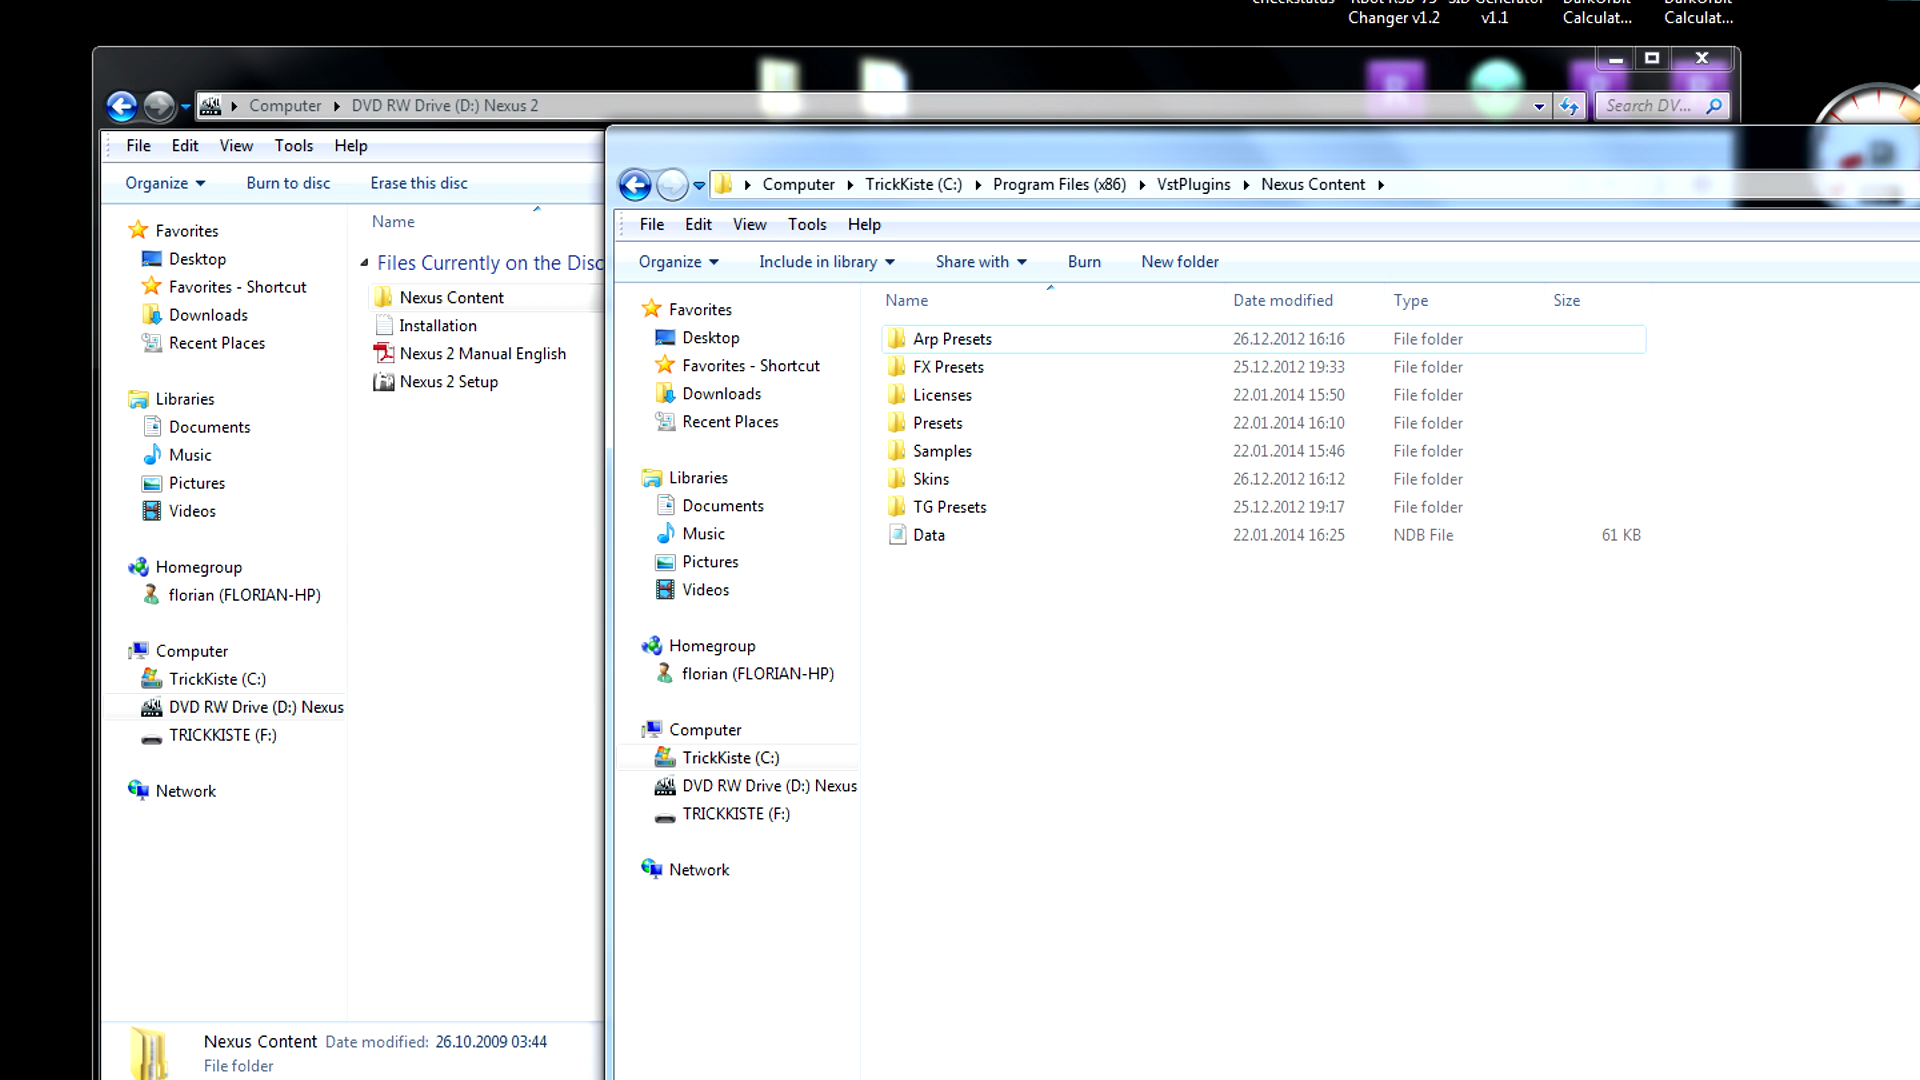 Changer v1.2
v1.1
Calculat...
Calculat...
Computer
DVD RW Drive (D:) Nexus 2
Search DV...
File Edit View Tools Help
Organize
Burn to disc
Erase this disc
Name
Favorites
Desktop
Favorites - Shortcut
Downloads
Recent Places
Libraries
Documents
Music
Pictures
Videos
Homegroup
florian (FLORIAN-HP)
Computer
TrickKiste (C:)
DVD RW Drive (D:) Nexus
TRICKKISTE (F:)
Network
Files Currently on the Disc
Nexus Content
Installation
Nexus 2 Manual English
Nexus 2 Setup
Nexus Content Date modified: 26.10.2009 03:44
File folder
Computer
TrickKiste (C:)
Program Files (x86)
VstPlugins
Nexus Content
File Edit View Tools Help
Organize
Include in library
Share with
Burn
New folder
Favorites
Desktop
Favorites - Shortcut
Downloads
Recent Places
Libraries
Documents
Music
Pictures
Videos
Homegroup
florian (FLORIAN-HP)
Computer
TrickKiste (C:)
DVD RW Drive (D:) Nexus
TRICKKISTE (F:)
Network
Name Date modified Type Size
Arp Presets 26.12.2012 16:16 File folder
FX Presets 25.12.2012 19:33 File folder
Licenses 22.01.2014 15:50 File folder
Presets 22.01.2014 16:10 File folder
Samples 22.01.2014 15:46 File folder
Skins 26.12.2012 16:12 File folder
TG Presets 25.12.2012 19:17 File folder
Data 22.01.2014 16:25 NDB File 61 KB